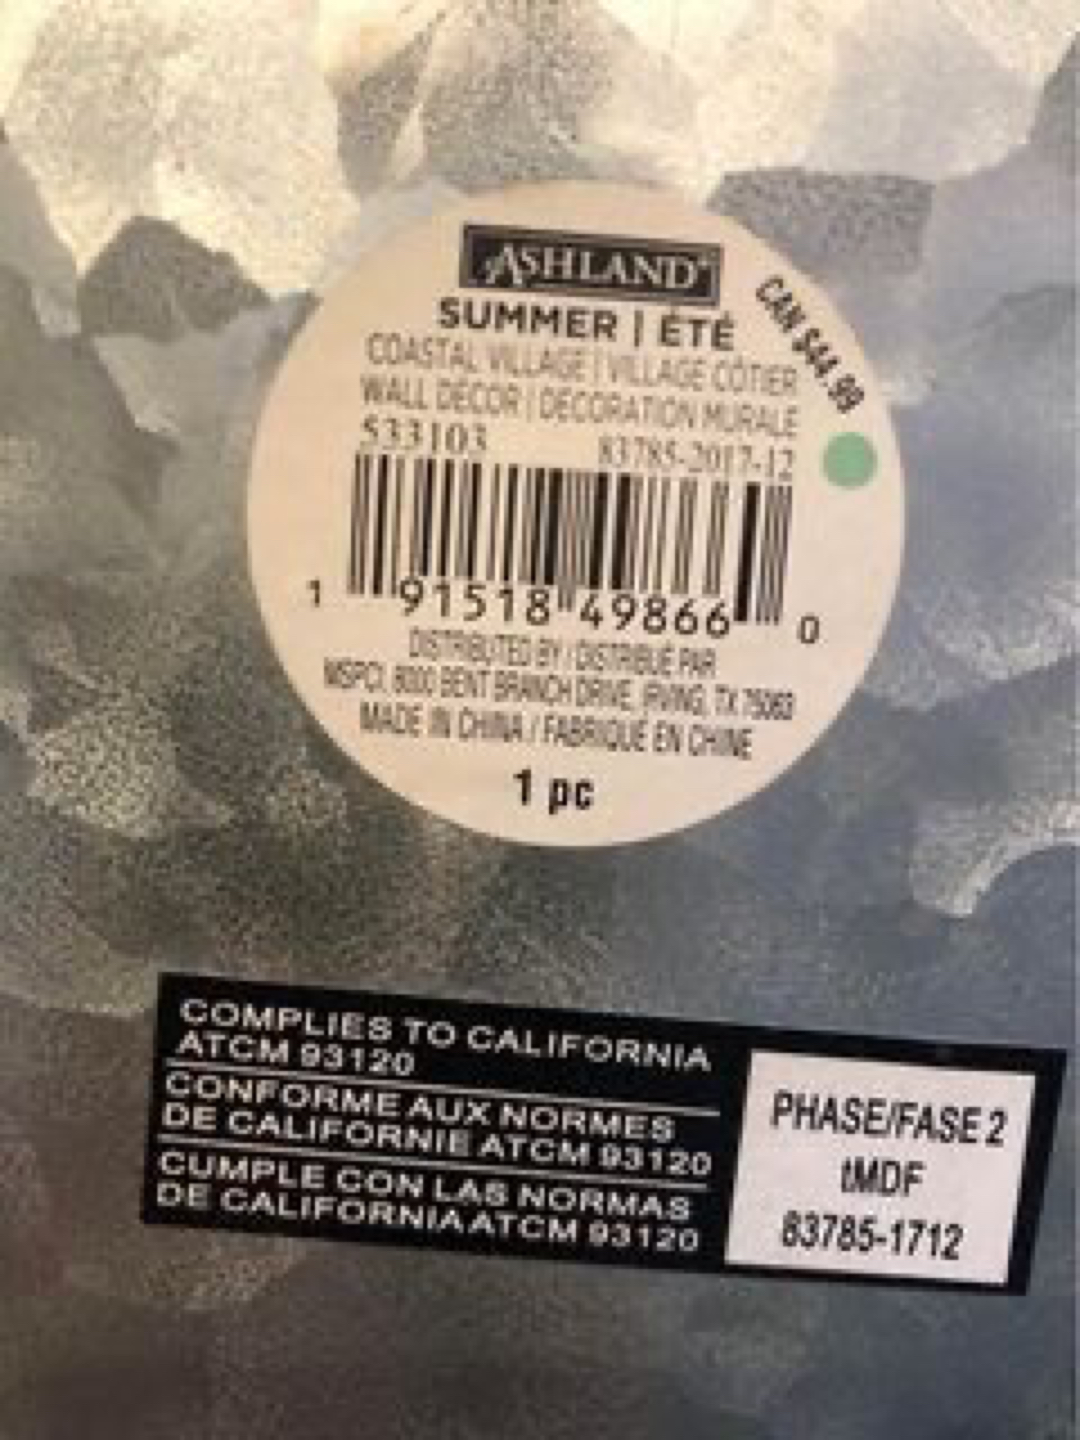 ASHLAND®
SUMMER | ÉTÉ
COASTAL VILLAGE | VILLAGE CÔTIER
WALL DÉCOR | DÉCORATION MURALE
CAN $44.99
533103 83785-2017-12
1 91518 49866 0
DISTRIBUTED BY / DISTRIBUÉ PAR
MSPCI, 8000 BENT BRANCH DRIVE, IRVING, TX 75063
MADE IN CHINA / FABRIQUÉ EN CHINE
1 pc
COMPLIES TO CALIFORNIA
ATCM 93120
CONFORME AUX NORMES
DE CALIFORNIE ATCM 93120
CUMPLE CON LAS NORMAS
DE CALIFORNIA ATCM 93120
PHASE/FASE 2
tMDF
83785-1712